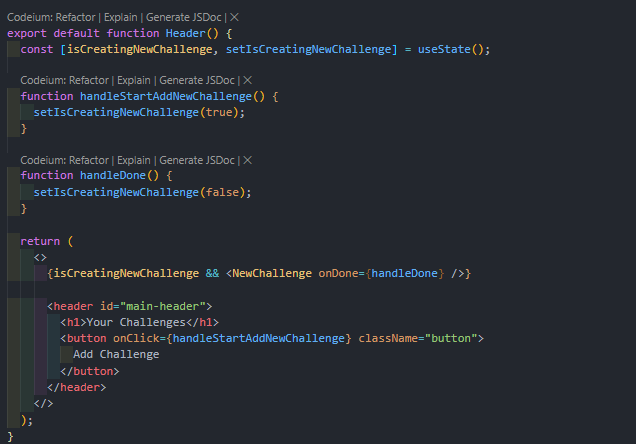 Codeium: Refactor | Explain | Generate JSDoc | ✕
export default function Header() {
const [isCreatingNewChallenge, setIsCreatingNewChallenge] = useState();
Codeium: Refactor | Explain | Generate JSDoc | ✕
function handleStartAddNewChallenge() {
setIsCreatingNewChallenge(true);
}
Codeium: Refactor | Explain | Generate JSDoc | ✕
function handleDone() {
setIsCreatingNewChallenge(false);
}
return (
<>
{isCreatingNewChallenge && <NewChallenge onDone={handleDone} />}
<header id="main-header">
<h1>Your Challenges</h1>
<button onClick={handleStartAddNewChallenge} className="button">
Add Challenge
</button>
</header>
</>
);
}